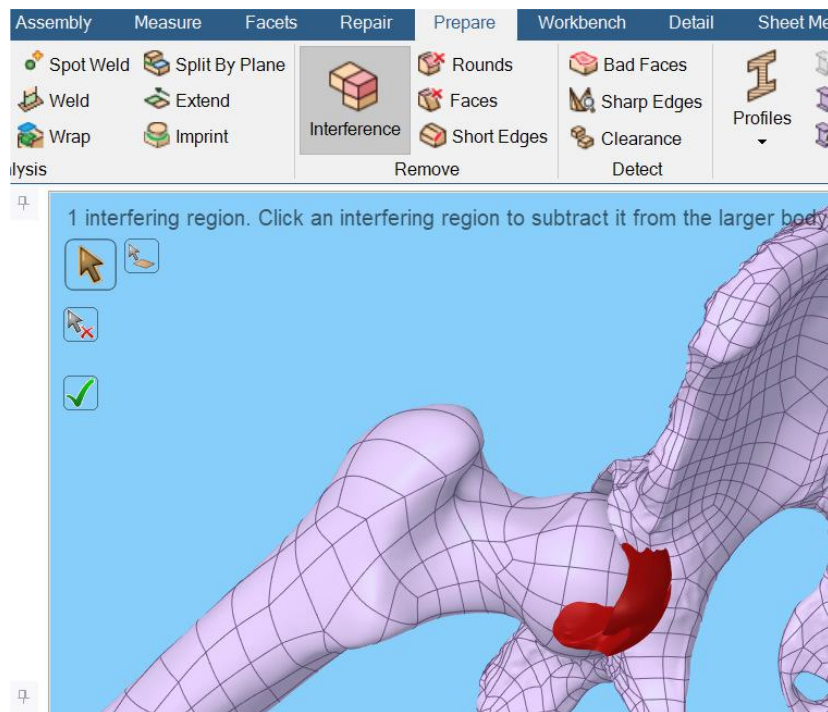 Assembly Measure Facets Repair Prepare Workbench Detail Sheet Me
Spot Weld Split By Plane Rounds Bad Faces
Weld Extend Interference Faces Sharp Edges Profiles
Wrap Imprint Short Edges Clearance
lysis Remove Detect
1 interfering region. Click an interfering region to subtract it from the larger body